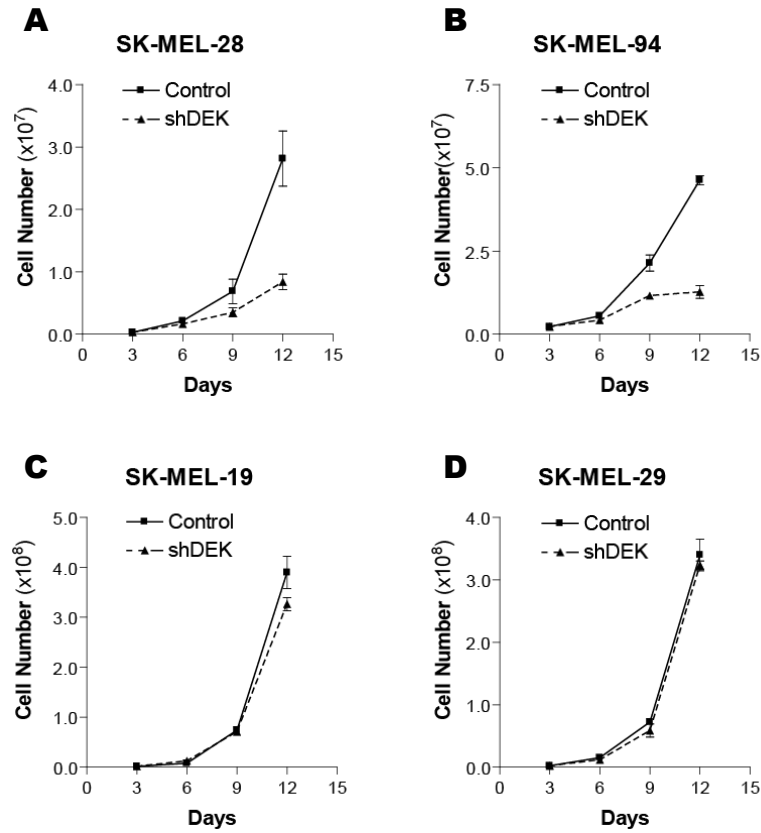 A
SK-MEL-28
Control
shDEK
Cell Number (x10⁷)
4.0
3.0
2.0
1.0
0.0
0 3 6 9 12 15
Days
B
SK-MEL-94
Control
shDEK
Cell Number(x10⁷)
7.5
5.0
2.5
0.0
0 3 6 9 12 15
Days
C
SK-MEL-19
Control
shDEK
Cell Number (x10⁸)
5.0
4.0
3.0
2.0
1.0
0.0
0 3 6 9 12 15
Days
D
SK-MEL-29
Control
shDEK
Cell Number (x10⁸)
4.0
3.0
2.0
1.0
0.0
0 3 6 9 12 15
Days